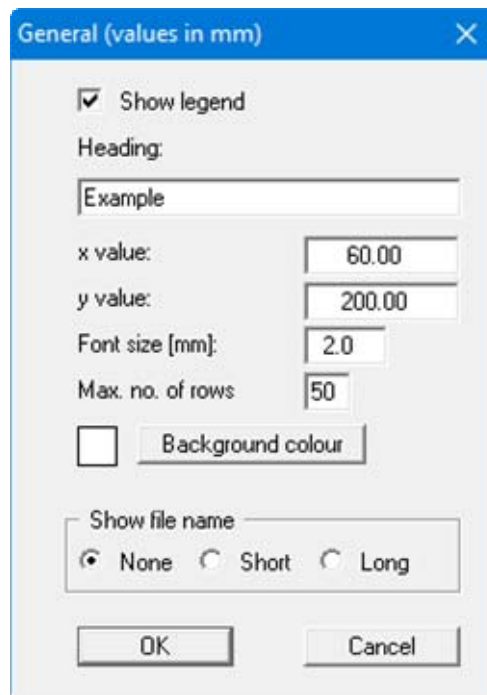 General (values in mm)
Show legend
Heading:
Example
x value: 60.00
y value: 200.00
Font size [mm]: 2.0
Max. no. of rows 50
Background colour
Show file name
None Short Long
OK Cancel